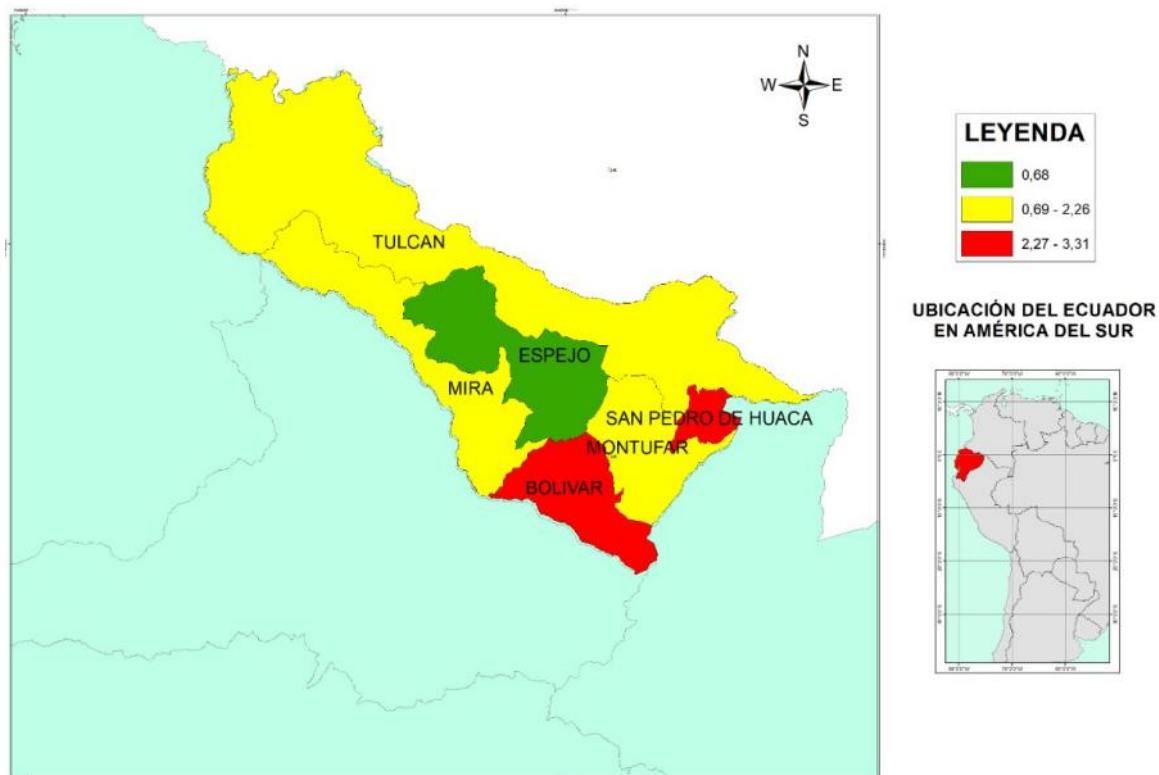 N
W E
S
TULCAN
ESPEJO
MIRA
SAN PEDRO DE HUACA
MONTUFAR
BOLIVAR
LEYENDA
0,68
0,69 - 2,26
2,27 - 3,31
UBICACIÓN DEL ECUADOR
EN AMÉRICA DEL SUR